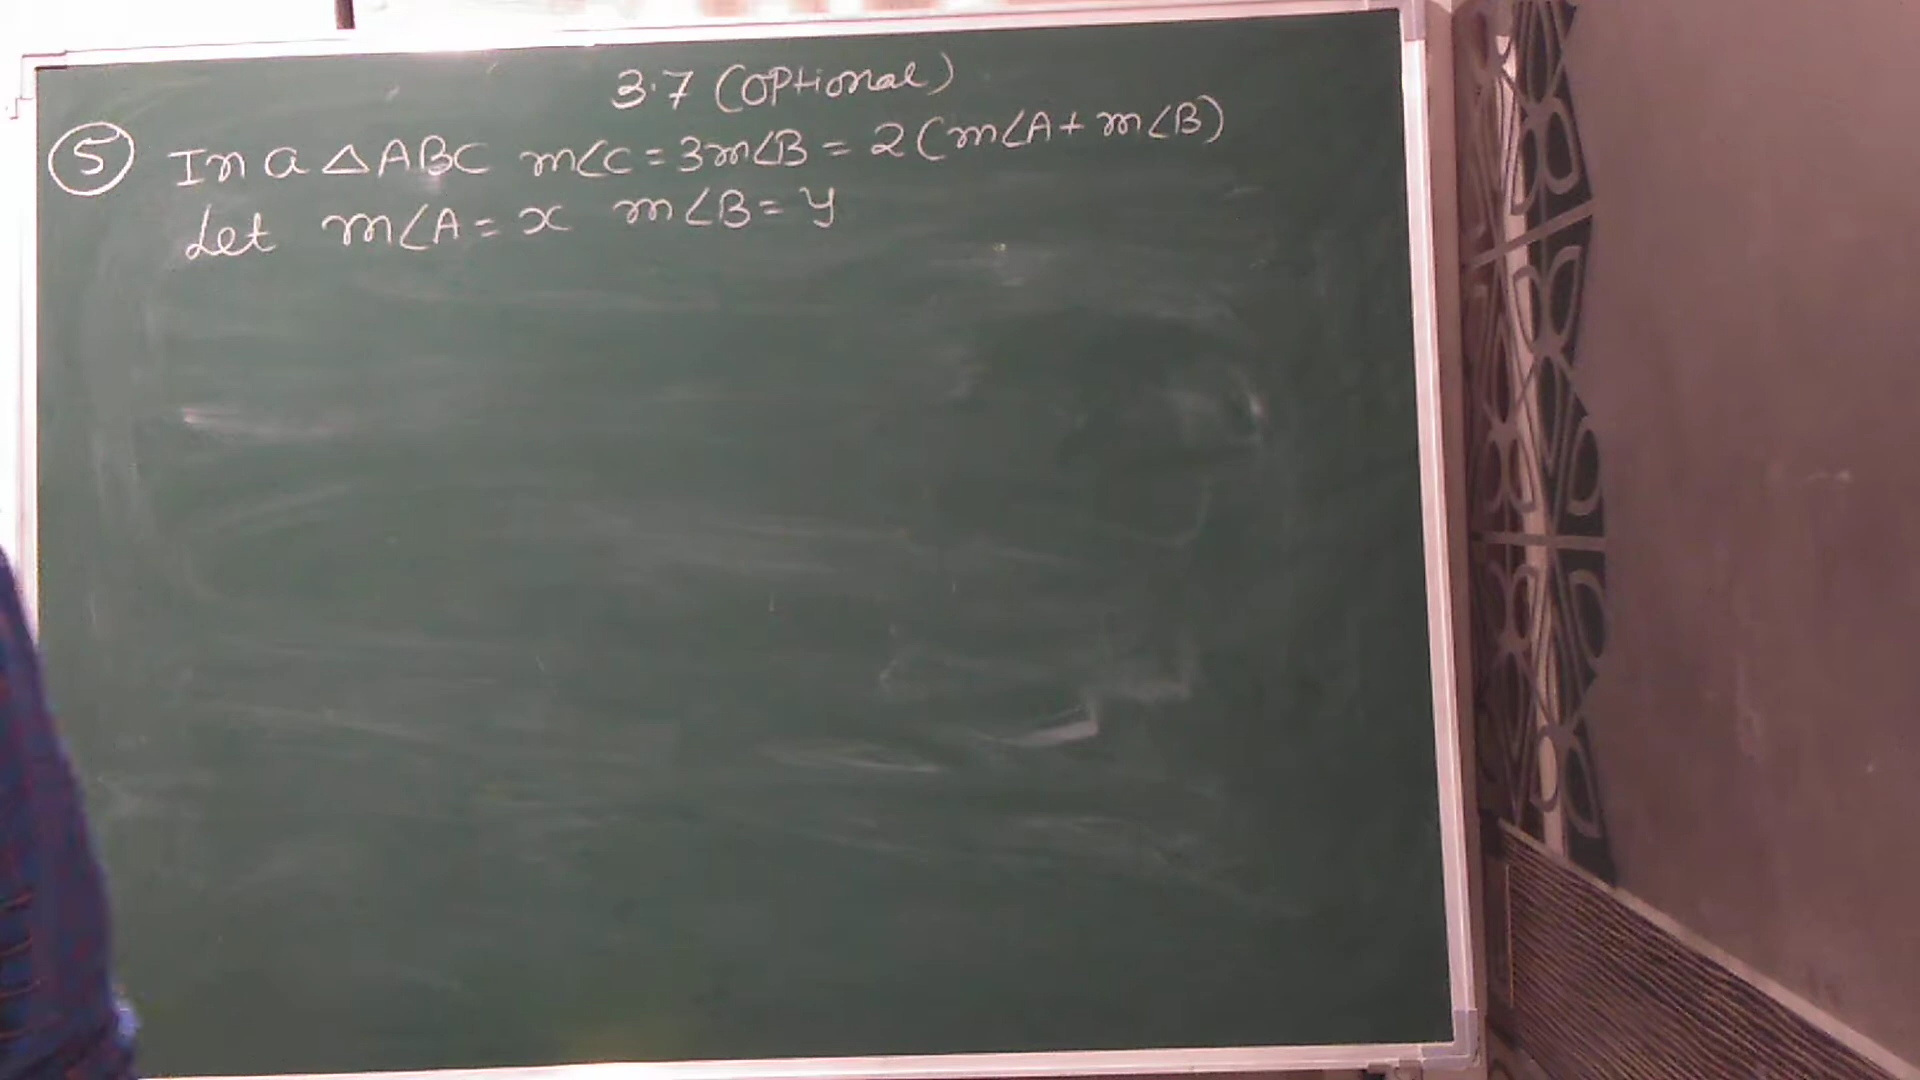 3.7 (Optional)
5 In a △ABC m∠C = 3m∠B = 2(m∠A + m∠B)
Let m∠A = x m∠B = y